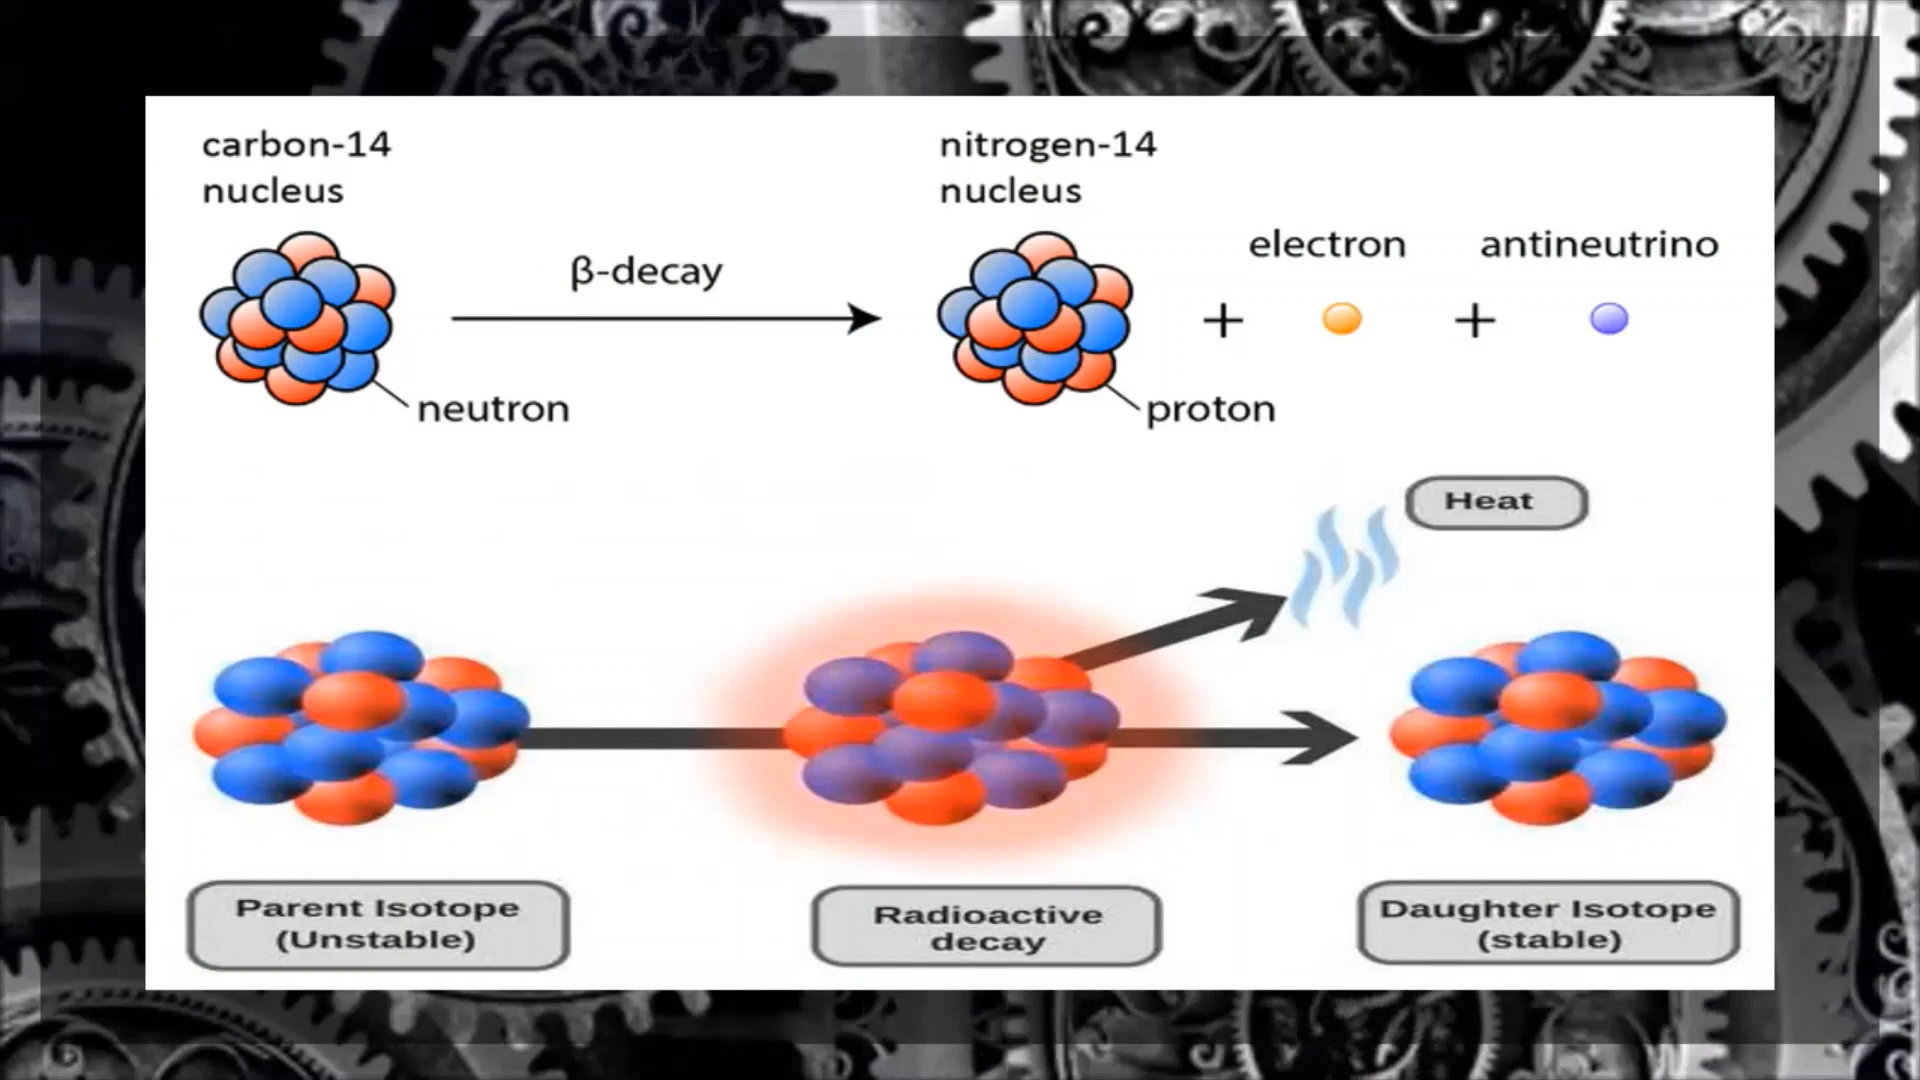 carbon-14
nucleus
nitrogen-14
nucleus
electron
antineutrino
β-decay
+
+
neutron
proton
Heat
Parent Isotope
(Unstable)
Radioactive
decay
Daughter Isotope
(stable)